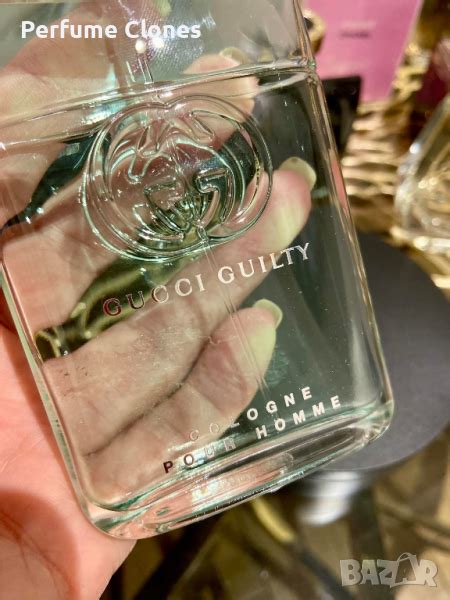 Perfume Clones
GUCCI GUILTY
COLOGNE
POUR HOMME
BAZAR